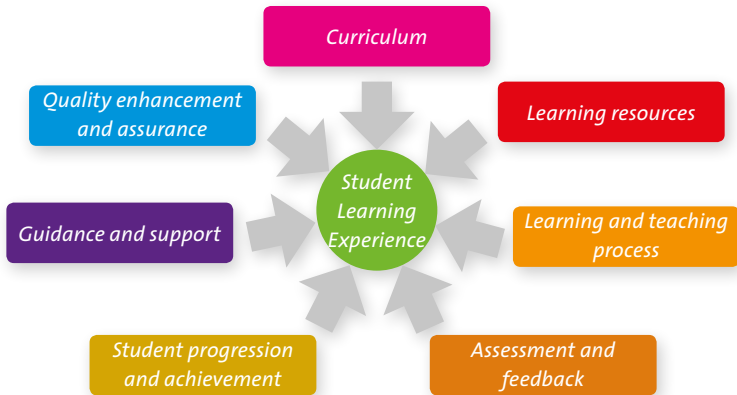 Curriculum
Quality enhancement
and assurance
Learning resources
Student
Learning
Experience
Guidance and support
Learning and teaching
process
Student progression
and achievement
Assessment and
feedback